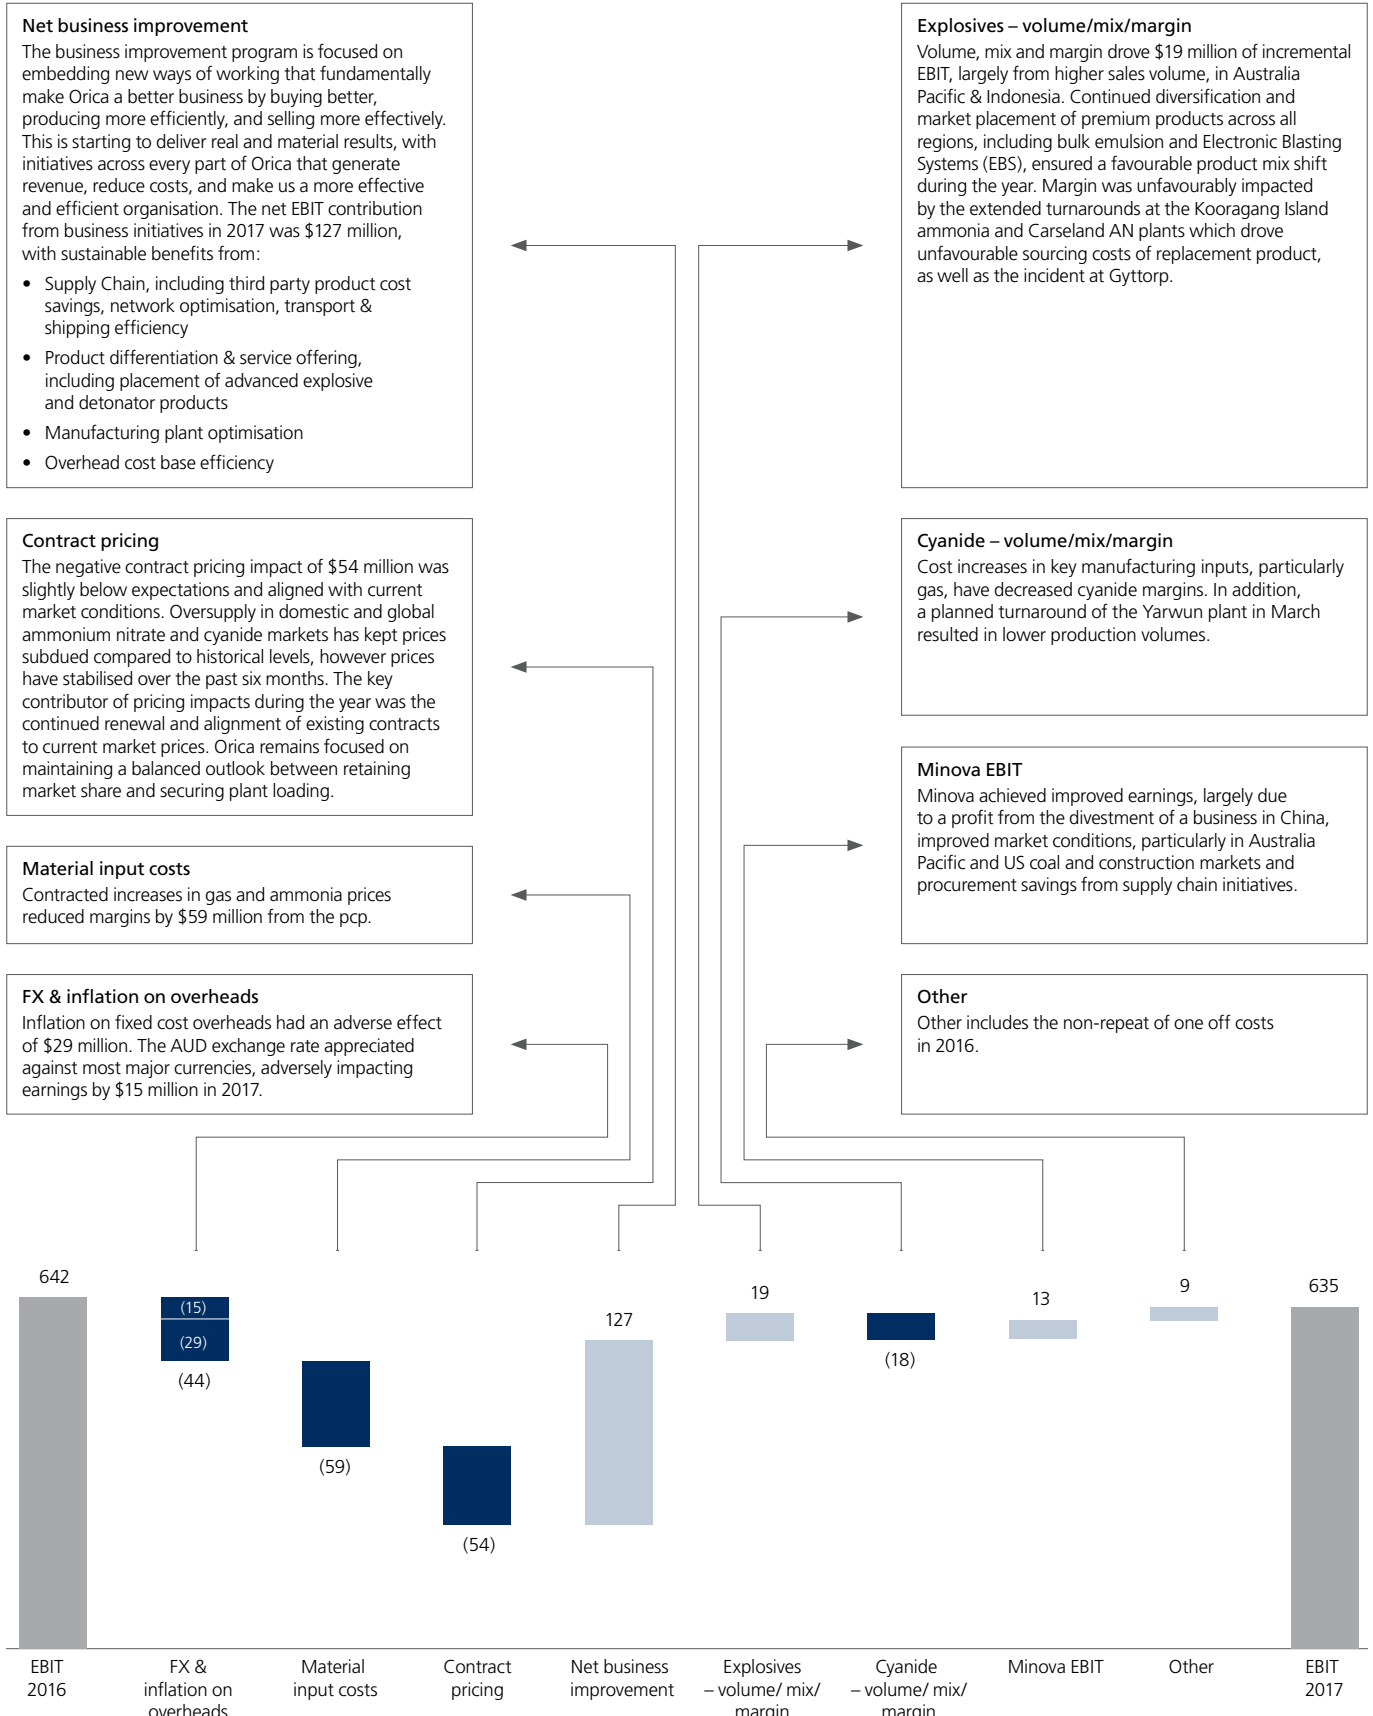 Net business improvement
The business improvement program is focused on
embedding new ways of working that fundamentally
make Orica a better business by buying better,
producing more efficiently, and selling more effectively.
This is starting to deliver real and material results, with
initiatives across every part of Orica that generate
revenue, reduce costs, and make us a more effective
and efficient organisation. The net EBIT contribution
from business initiatives in 2017 was $127 million,
with sustainable benefits from:
• Supply Chain, including third party product cost
savings, network optimisation, transport &
shipping efficiency
• Product differentiation & service offering,
including placement of advanced explosive
and detonator products
• Manufacturing plant optimisation
• Overhead cost base efficiency
Contract pricing
The negative contract pricing impact of $54 million was
slightly below expectations and aligned with current
market conditions. Oversupply in domestic and global
ammonium nitrate and cyanide markets has kept prices
subdued compared to historical levels, however prices
have stabilised over the past six months. The key
contributor of pricing impacts during the year was the
continued renewal and alignment of existing contracts
to current market prices. Orica remains focused on
maintaining a balanced outlook between retaining
market share and securing plant loading.
Material input costs
Contracted increases in gas and ammonia prices
reduced margins by $59 million from the pcp.
FX & inflation on overheads
Inflation on fixed cost overheads had an adverse effect
of $29 million. The AUD exchange rate appreciated
against most major currencies, adversely impacting
earnings by $15 million in 2017.
Explosives – volume/mix/margin
Volume, mix and margin drove $19 million of incremental
EBIT, largely from higher sales volume, in Australia
Pacific & Indonesia. Continued diversification and
market placement of premium products across all
regions, including bulk emulsion and Electronic Blasting
Systems (EBS), ensured a favourable product mix shift
during the year. Margin was unfavourably impacted
by the extended turnarounds at the Kooragang Island
ammonia and Carseland AN plants which drove
unfavourable sourcing costs of replacement product,
as well as the incident at Gyttorp.
Cyanide – volume/mix/margin
Cost increases in key manufacturing inputs, particularly
gas, have decreased cyanide margins. In addition,
a planned turnaround of the Yarwun plant in March
resulted in lower production volumes.
Minova EBIT
Minova achieved improved earnings, largely due
to a profit from the divestment of a business in China,
improved market conditions, particularly in Australia
Pacific and US coal and construction markets and
procurement savings from supply chain initiatives.
Other
Other includes the non-repeat of one off costs
in 2016.
642
(15)
(29)
(44)
(59)
(54)
127
19
(18)
13
9
635
EBIT
2016
FX &
inflation on
overheads
Material
input costs
Contract
pricing
Net business
improvement
Explosives
– volume/ mix/
margin
Cyanide
– volume/ mix/
margin
Minova EBIT
Other
EBIT
2017